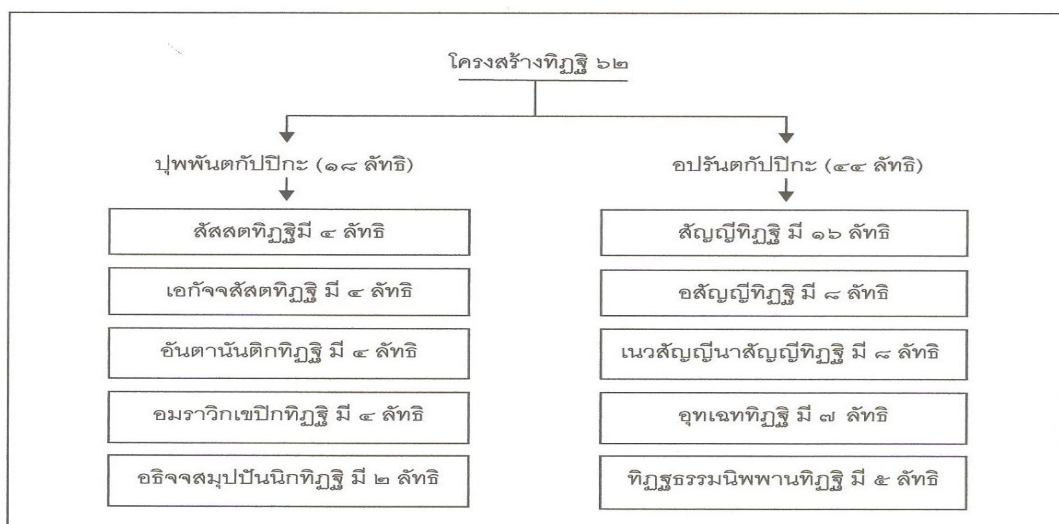 โครงสร้างทิฏฐิ ๖๒
ปุพพันตกัปปิกะ (๑๘ ลัทธิ)
สัสสตทิฏฐิมี ๔ ลัทธิ
เอกัจจสัสตทิฏฐิ มี ๔ ลัทธิ
อันตานันติกทิฏฐิ มี ๔ ลัทธิ
อมราวิกเขปิกทิฏฐิ มี ๔ ลัทธิ
อธิจจสมุปปันนิกทิฏฐิ มี ๒ ลัทธิ
อปรันตกัปปิกะ (๔๔ ลัทธิ)
สัญญีทิฏฐิ มี ๑๖ ลัทธิ
อสัญญีทิฏฐิ มี ๘ ลัทธิ
เนวสัญญีนาสัญญีทิฏฐิ มี ๘ ลัทธิ
อุทเฉททิฏฐิ มี ๗ ลัทธิ
ทิฏฐธรรมนิพพานทิฏฐิ มี ๕ ลัทธิ